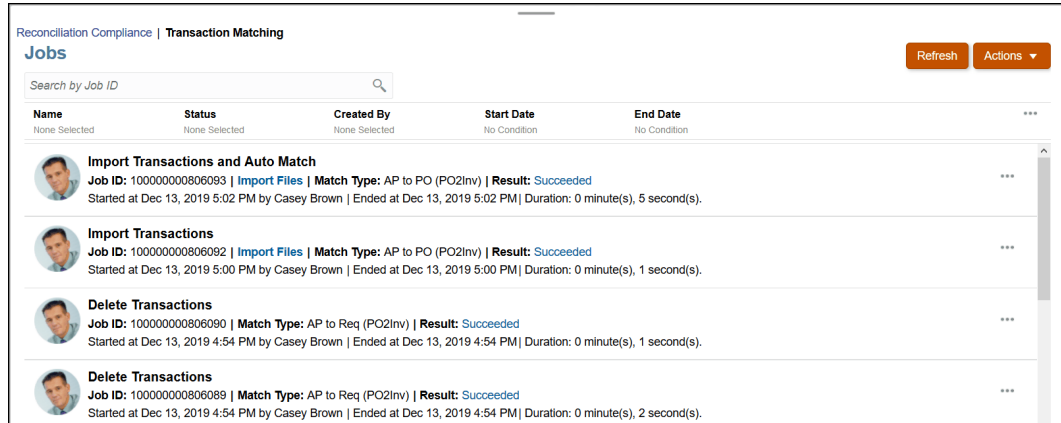 Reconciliation Compliance | Transaction Matching
Jobs
Refresh
Actions
Search by Job ID
Name Status Created By Start Date End Date
None Selected None Selected None Selected No Condition No Condition
Import Transactions and Auto Match
Job ID: 100000000806093 | Import Files | Match Type: AP to PO (PO2Inv) | Result: Succeeded
Started at Dec 13, 2019 5:02 PM by Casey Brown | Ended at Dec 13, 2019 5:02 PM| Duration: 0 minute(s), 5 second(s).
Import Transactions
Job ID: 100000000806092 | Import Files | Match Type: AP to PO (PO2Inv) | Result: Succeeded
Started at Dec 13, 2019 5:00 PM by Casey Brown | Ended at Dec 13, 2019 5:00 PM| Duration: 0 minute(s), 1 second(s).
Delete Transactions
Job ID: 100000000806090 | Match Type: AP to Req (PO2Inv) | Result: Succeeded
Started at Dec 13, 2019 4:54 PM by Casey Brown | Ended at Dec 13, 2019 4:54 PM| Duration: 0 minute(s), 1 second(s).
Delete Transactions
Job ID: 100000000806089 | Match Type: AP to Req (PO2Inv) | Result: Succeeded
Started at Dec 13, 2019 4:54 PM by Casey Brown | Ended at Dec 13, 2019 4:54 PM| Duration: 0 minute(s), 2 second(s).